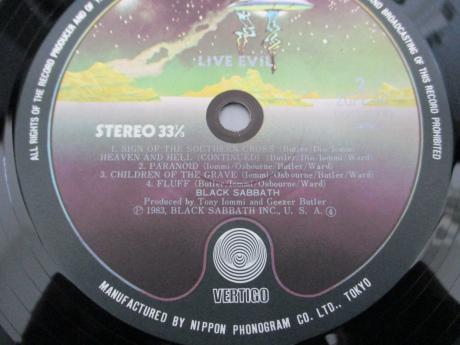 ALL RIGHTS OF THE RECORD PRODUCER AND OF
BROADCASTING OF THIS RECORD PROHIBITED
LIVE EVIL
2
STEREO 33⅓
1. SIGN OF THE SOUTHERN CROSS (Butler/Dio/Iommi)
HEAVEN AND HELL (CONTINUED) (Butler/Dio/Iommi/Ward)
2. PARANOID (Iommi/Osbourne/Butler/Ward)
3. CHILDREN OF THE GRAVE (Iommi/Osbourne/Butler/Ward)
4. FLUFF (Butler/Iommi/Osbourne/Ward)
BLACK SABBATH
Produced by Tony Iommi and Geezer Butler
Ⓟ 1983, BLACK SABBATH INC., U. S. A. ④
VERTIGO
MANUFACTURED BY NIPPON PHONOGRAM CO. LTD., TOKYO